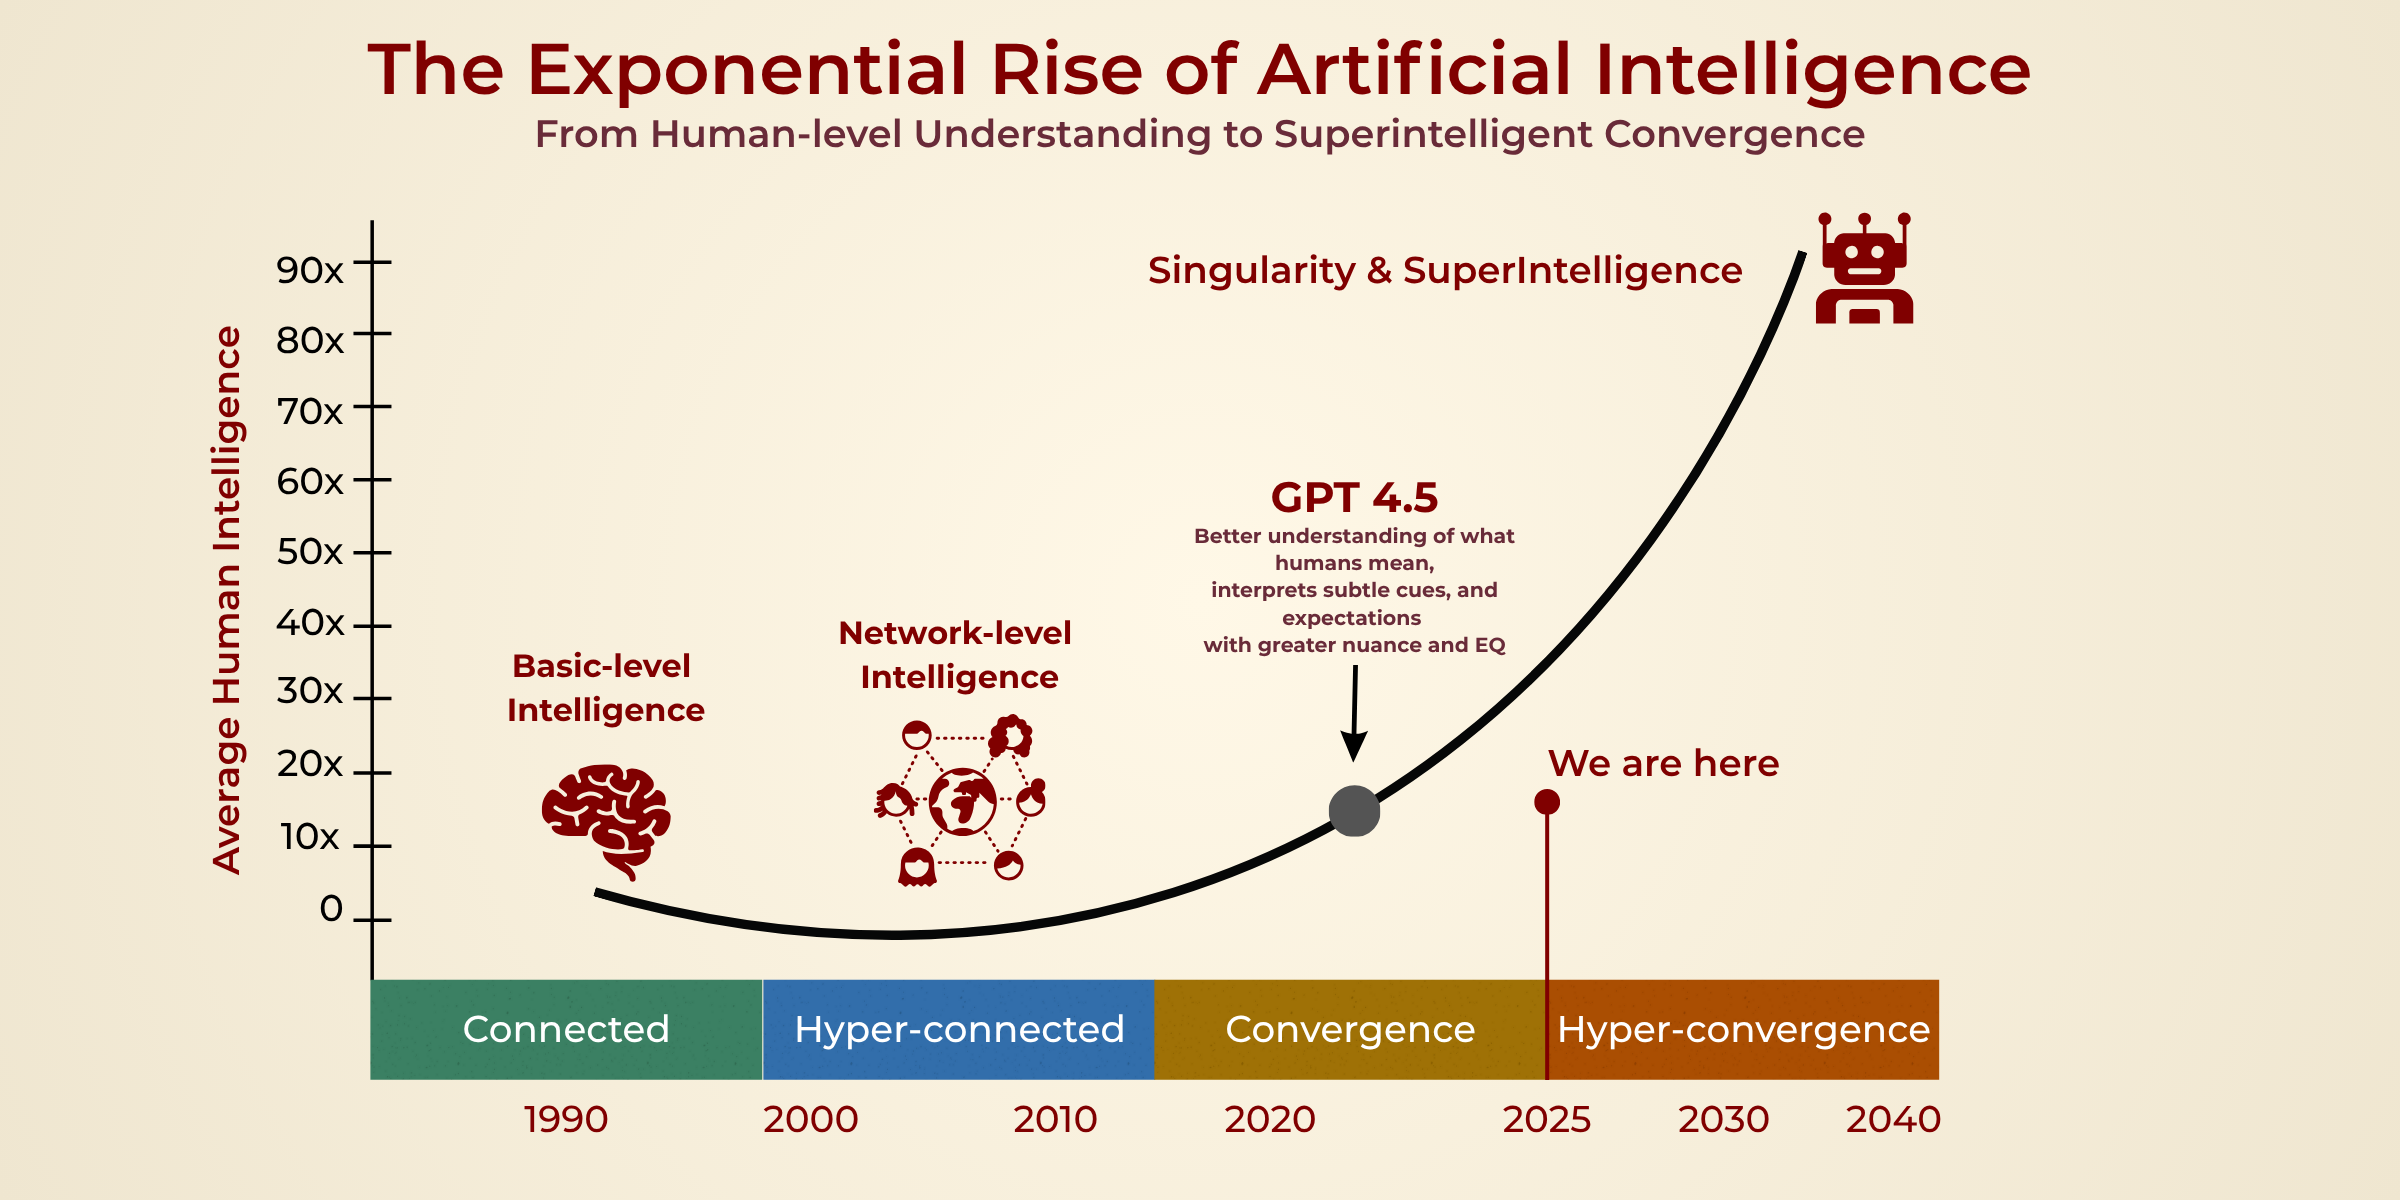 The Exponential Rise of Artificial Intelligence
From Human-level Understanding to Superintelligent Convergence
Average Human Intelligence
90x
80x
70x
60x
50x
40x
30x
20x
10x
0
Basic-level
Intelligence
Network-level
Intelligence
GPT 4.5
Better understanding of what
humans mean,
interprets subtle cues, and
expectations
with greater nuance and EQ
Singularity & SuperIntelligence
We are here
Connected
Hyper-connected
Convergence
Hyper-convergence
1990
2000
2010
2020
2025
2030
2040